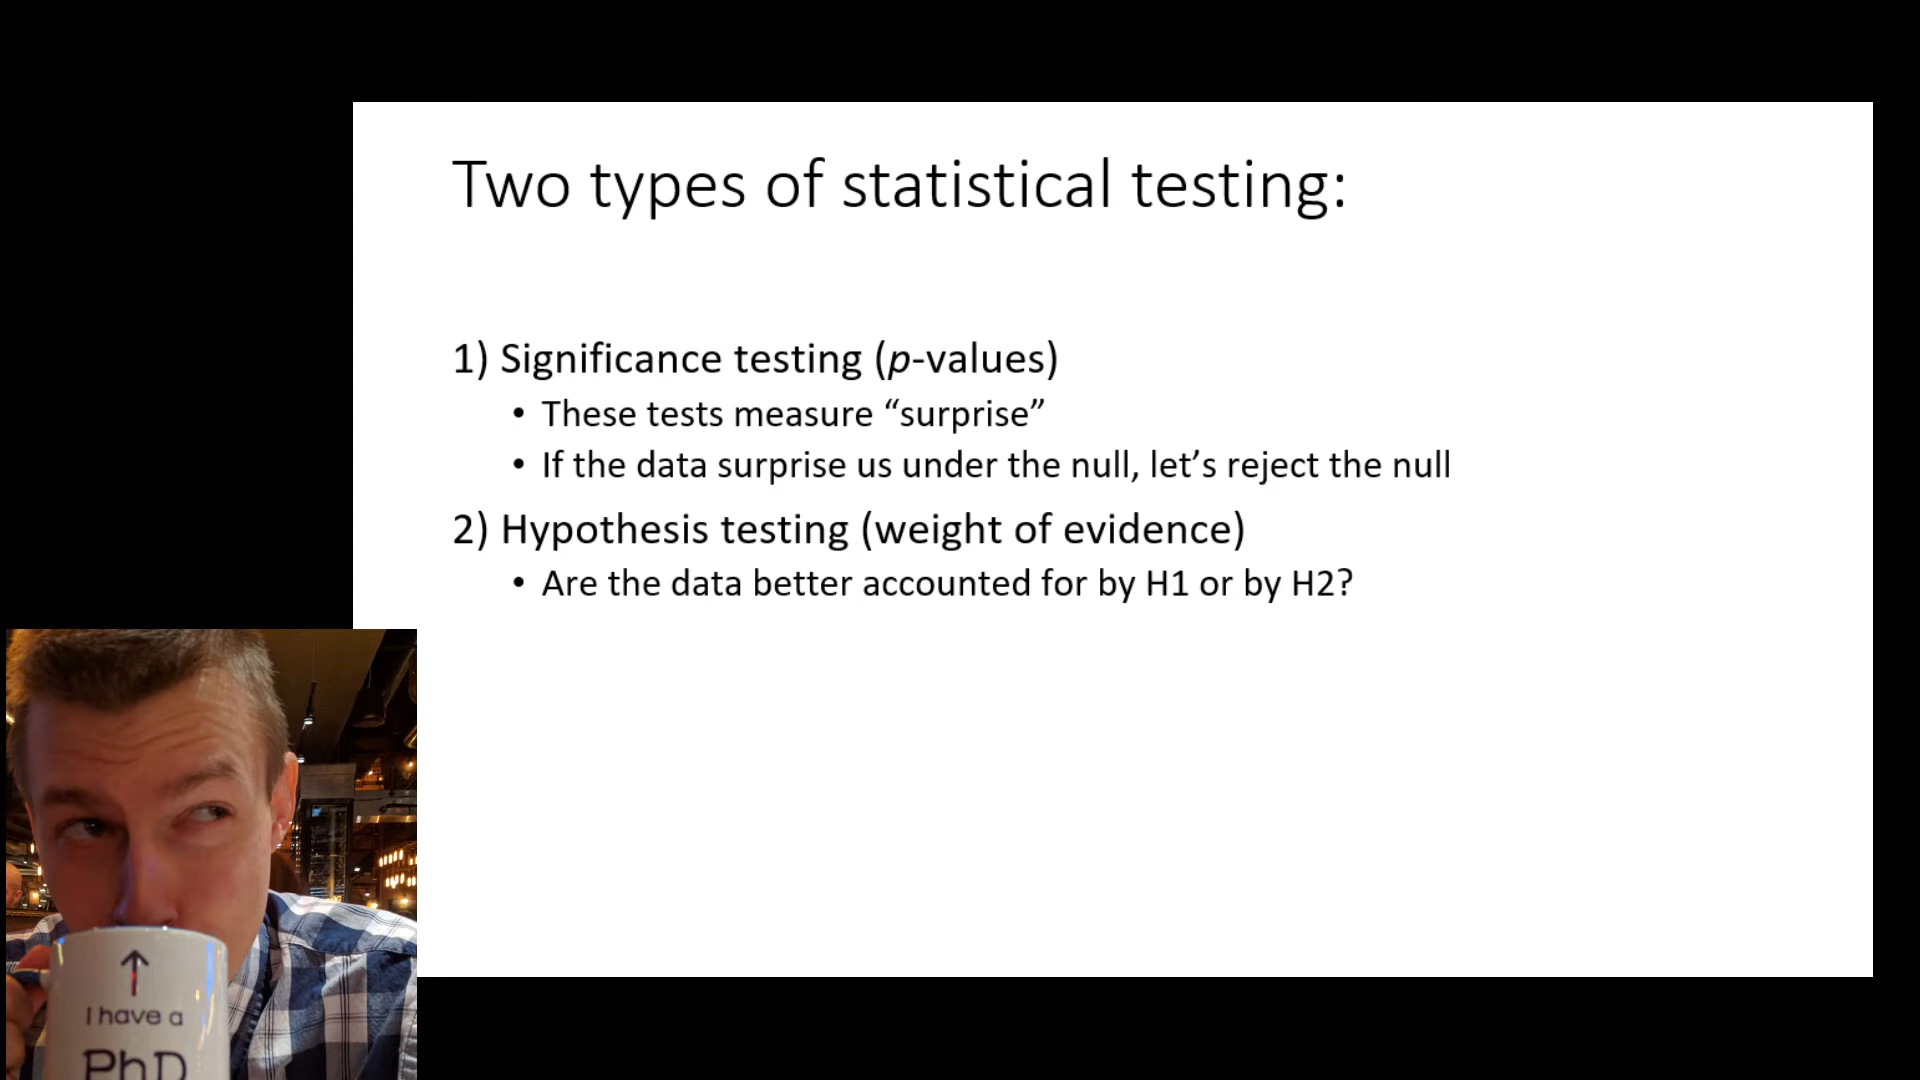 Two types of statistical testing:
1) Significance testing (p-values)
• These tests measure “surprise”
• If the data surprise us under the null, let’s reject the null
2) Hypothesis testing (weight of evidence)
• Are the data better accounted for by H1 or by H2?
↑
I have a
PhD